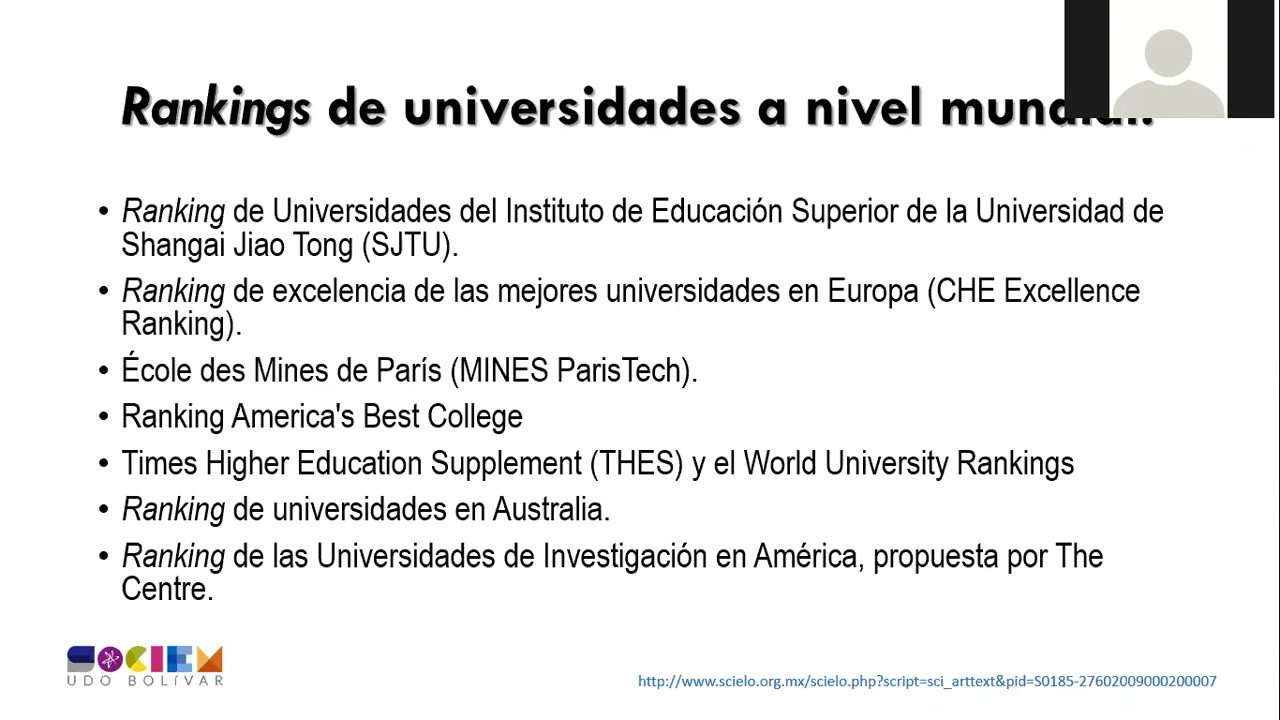 Rankings de universidades a nivel
• Ranking de Universidades del Instituto de Educación Superior de la Universidad de
Shangai Jiao Tong (SJTU).
• Ranking de excelencia de las mejores universidades en Europa (CHE Excellence
Ranking).
• École des Mines de París (MINES ParisTech).
• Ranking America's Best College
• Times Higher Education Supplement (THES) y el World University Rankings
• Ranking de universidades en Australia.
• Ranking de las Universidades de Investigación en América, propuesta por The
Centre.
SOCIEM
UDO BOLÍVAR
http://www.scielo.org.mx/scielo.php?script=sci_arttext&pid=S0185-27602009000200007